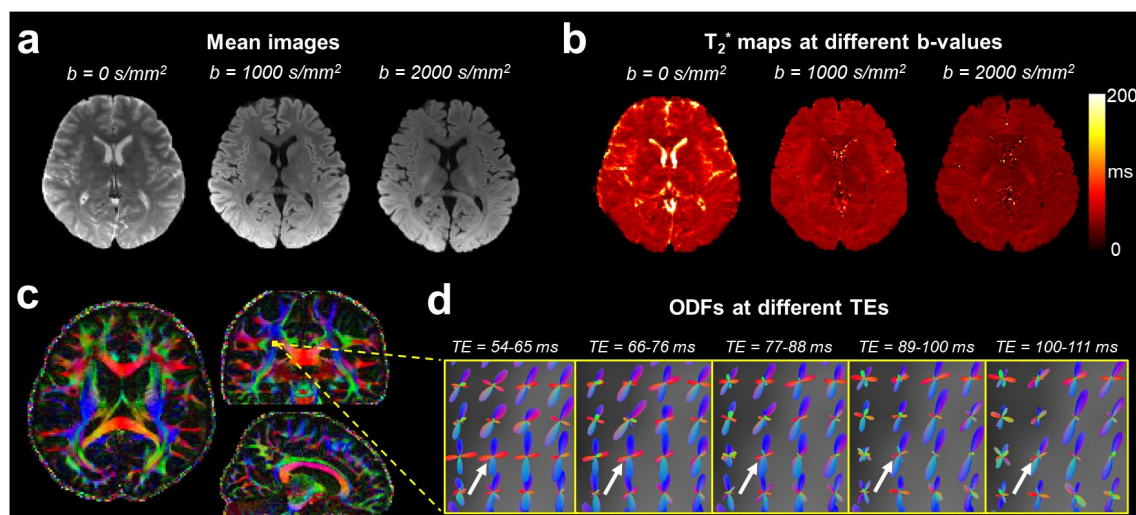 a
Mean images
b = 0 s/mm²
b = 1000 s/mm²
b = 2000 s/mm²
b
T₂* maps at different b-values
b = 0 s/mm²
b = 1000 s/mm²
b = 2000 s/mm²
200
ms
0
c
d
ODFs at different TEs
TE = 54-65 ms
TE = 66-76 ms
TE = 77-88 ms
TE = 89-100 ms
TE = 100-111 ms